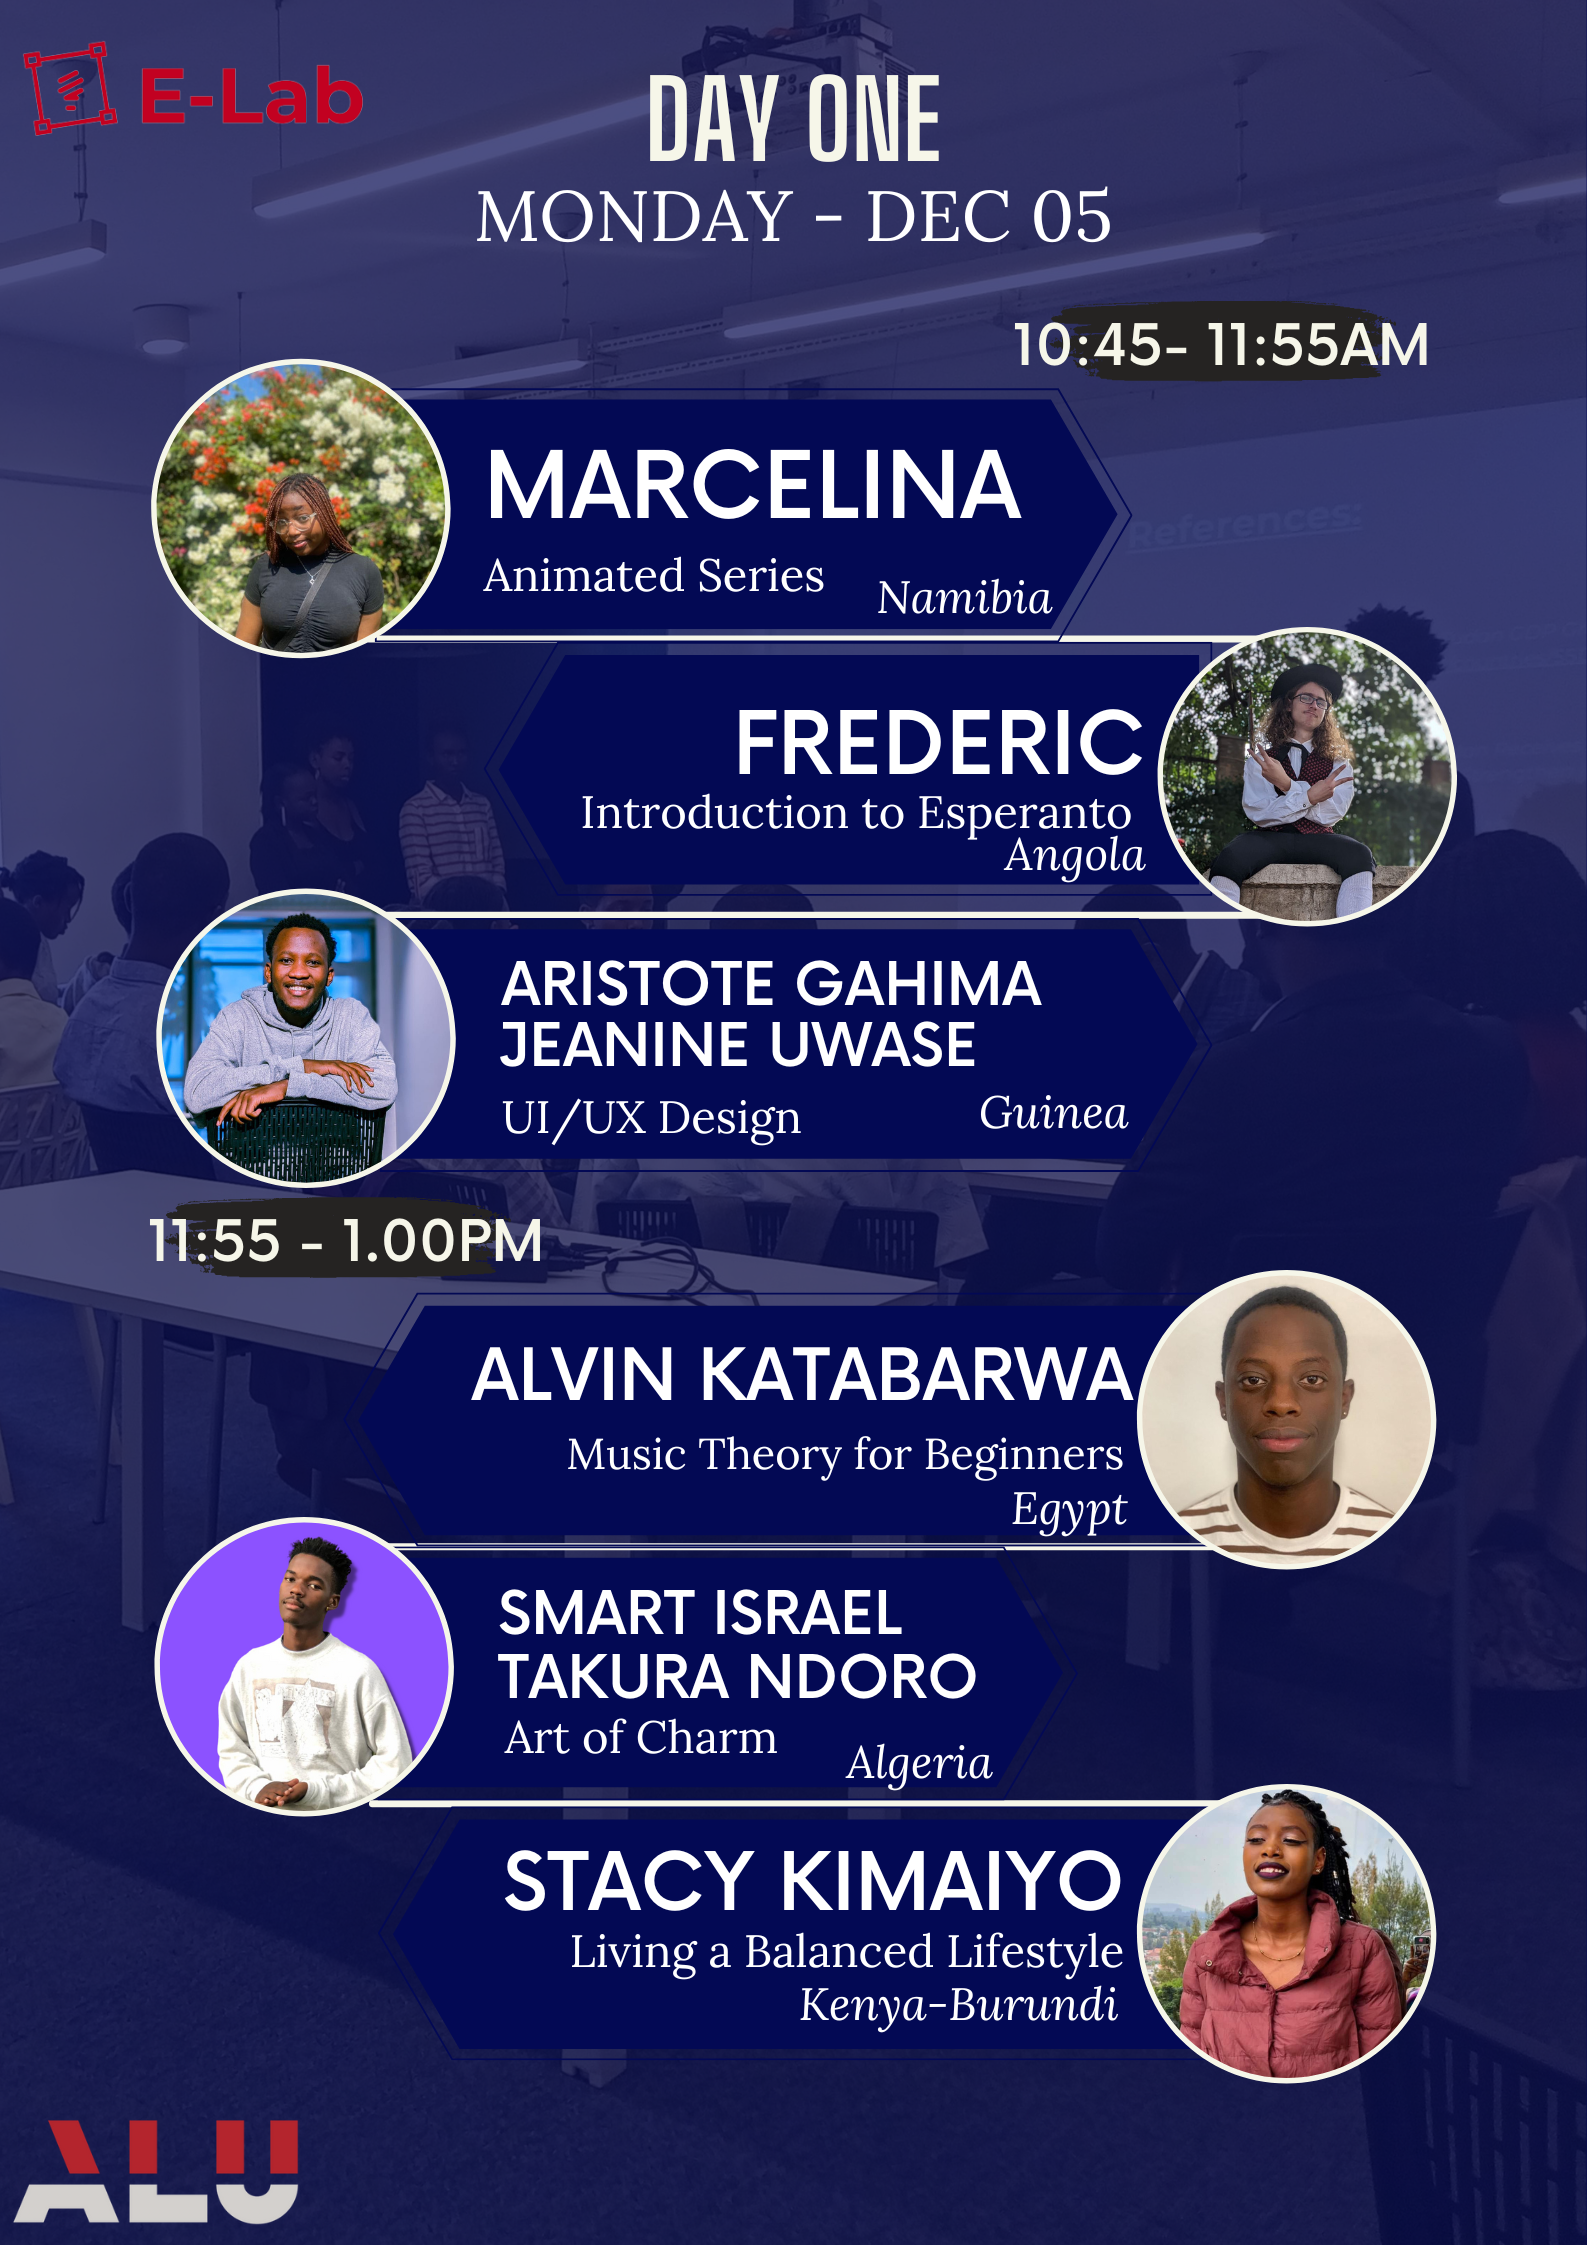 E-Lab
DAY ONE
MONDAY - DEC 05
10:45- 11:55AM
MARCELINA
Animated Series
Namibia
References:
FREDERIC
Introduction to Esperanto
Angola
ARISTOTE GAHIMA
JEANINE UWASE
UI/UX Design
Guinea
11:55 - 1.00PM
ALVIN KATABARWA
Music Theory for Beginners
Egypt
SMART ISRAEL
TAKURA NDORO
Art of Charm
Algeria
STACY KIMAIYO
Living a Balanced Lifestyle
Kenya-Burundi
ALU